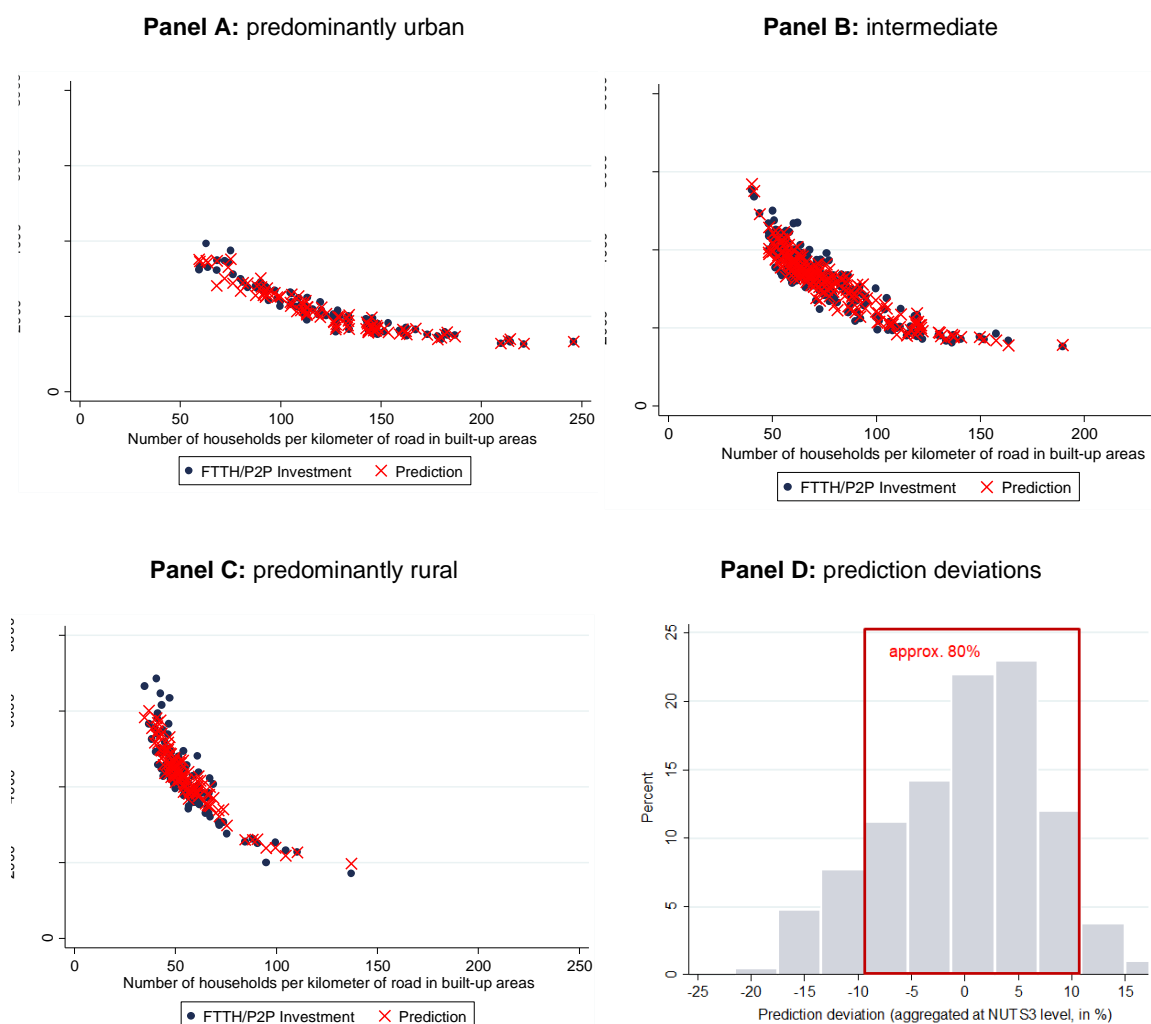 Panel A: predominantly urban
Panel B: intermediate
2000
0
0 50 100 150 200 250
Number of households per kilometer of road in built-up areas
FTTH/P2P Investment Prediction
0
0 50 100 150 200
Number of households per kilometer of road in built-up areas
FTTH/P2P Investment Prediction
Panel C: predominantly rural
Panel D: prediction deviations
4000
2000
0
0 50 100 150 200 250
Number of households per kilometer of road in built-up areas
FTTH/P2P Investment Prediction
25
20
15
10
5
0
Percent
approx. 80%
-25 -20 -15 -10 -5 0 5 10 15
Prediction deviation (aggregated at NUTS3 level, in %)